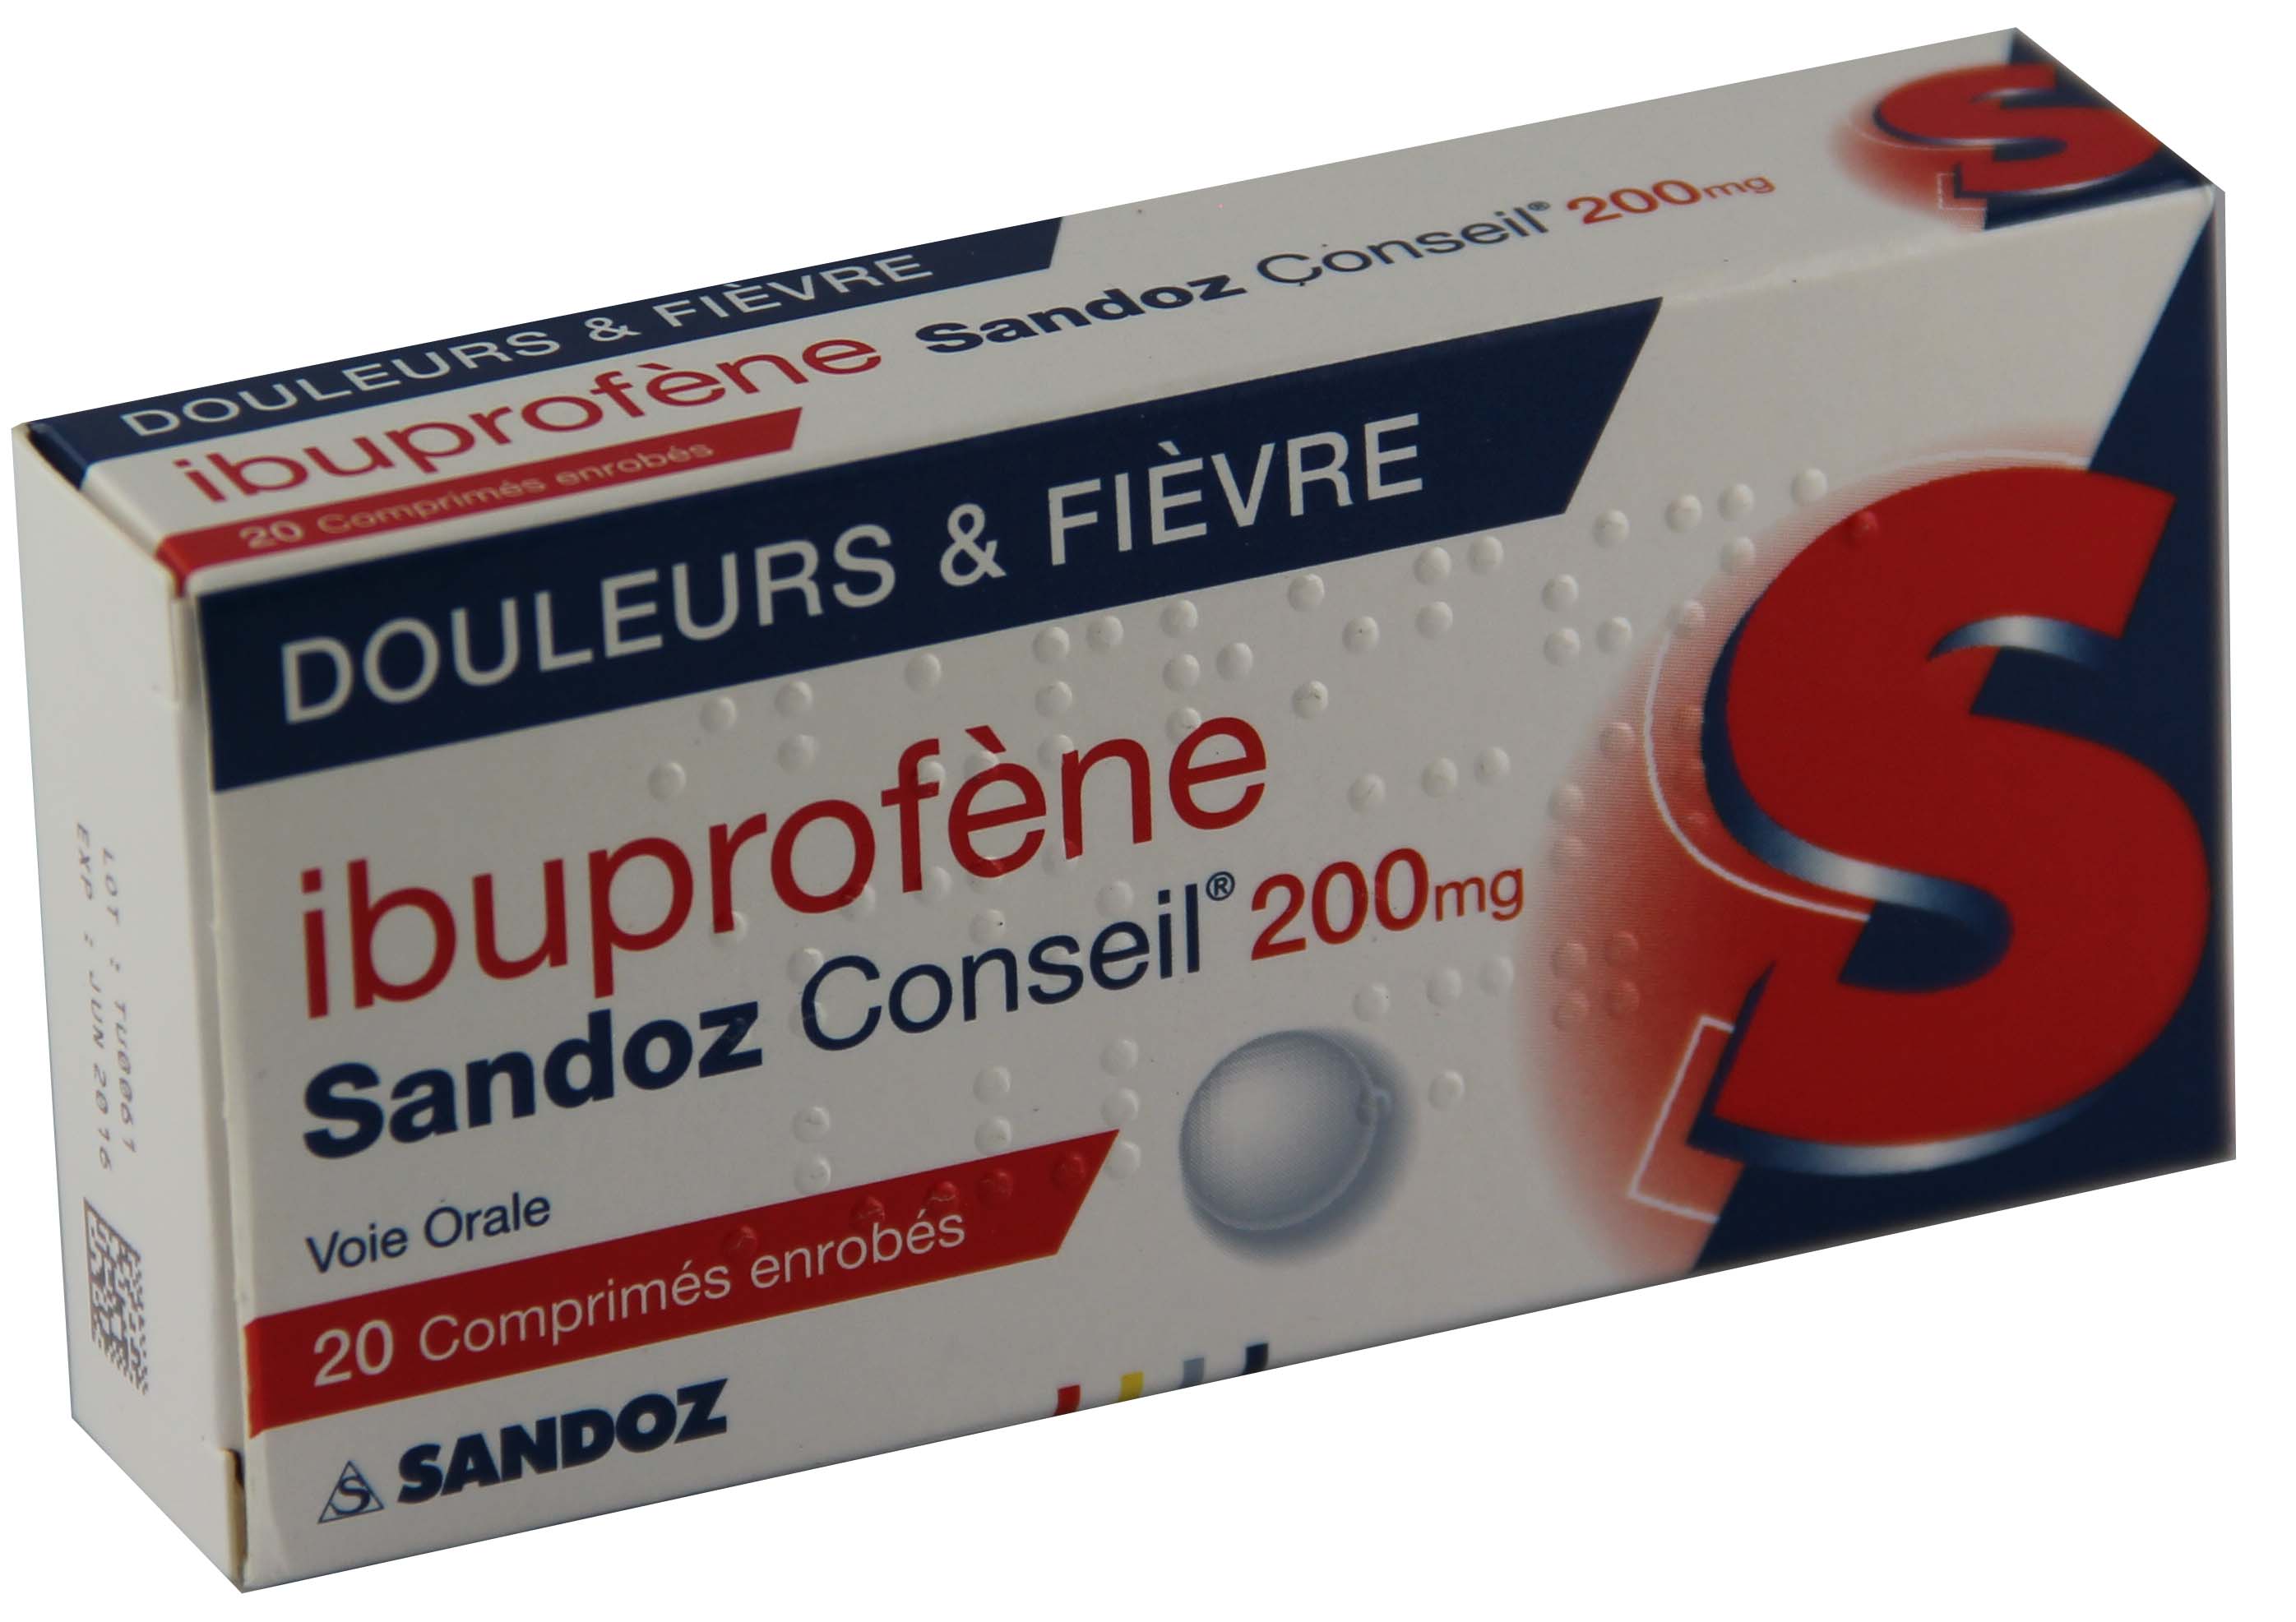 DOULEURS & FIÈVRE
ibuprofène Sandoz Conseil® 200mg
20 Comprimés enrobés
S
DOULEURS & FIÈVRE
ibuprofène
Sandoz Conseil® 200mg
Voie Orale
20 Comprimés enrobés
SANDOZ
S
LOT : TU0061
EXP : JUN 2016